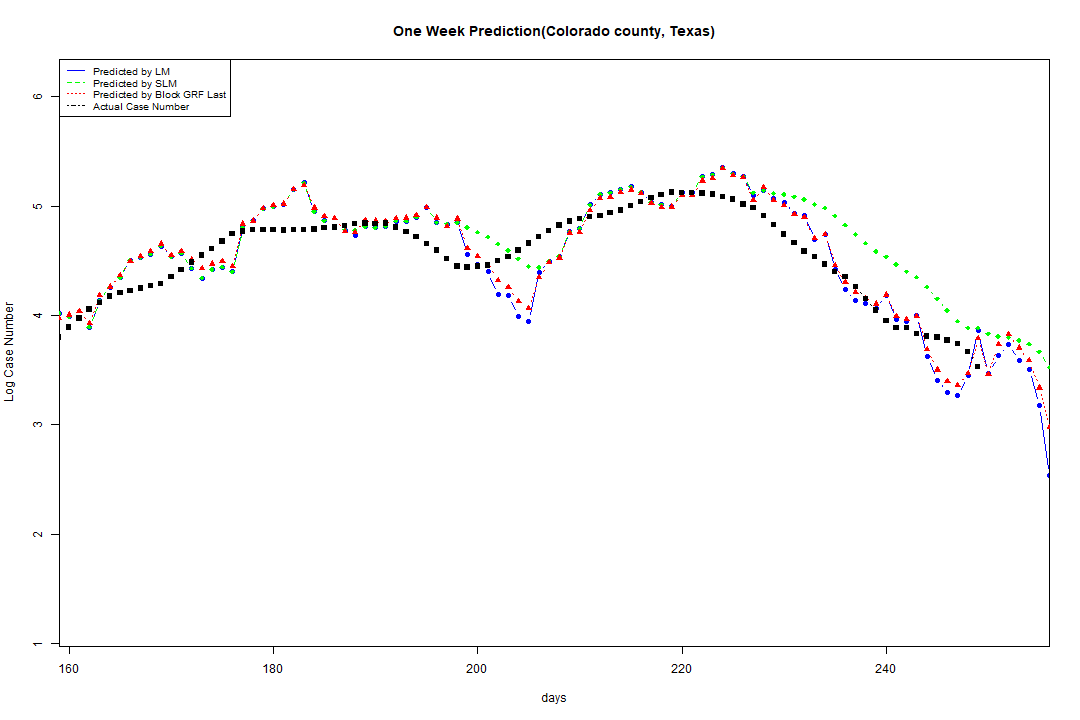 One Week Prediction(Colorado county, Texas)
Predicted by LM
Predicted by SLM
Predicted by Block GRF Last
Actual Case Number
6
5
4
3
2
1
Log Case Number
160 180 200 220 240
days